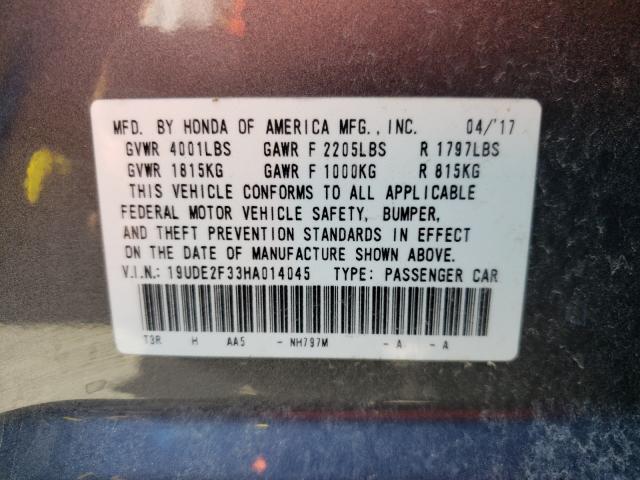 MFD. BY HONDA OF AMERICA MFG., INC. 04/'17
GVWR 4001LBS GAWR F 2205LBS R 1797LBS
GVWR 1815KG GAWR F 1000KG R 815KG
THIS VEHICLE CONFORMS TO ALL APPLICABLE
FEDERAL MOTOR VEHICLE SAFETY, BUMPER,
AND THEFT PREVENTION STANDARDS IN EFFECT
ON THE DATE OF MANUFACTURE SHOWN ABOVE.
V.I.N.: 19UDE2F33HA014045 TYPE: PASSENGER CAR
T3R H AA5 - NH797M - A - A